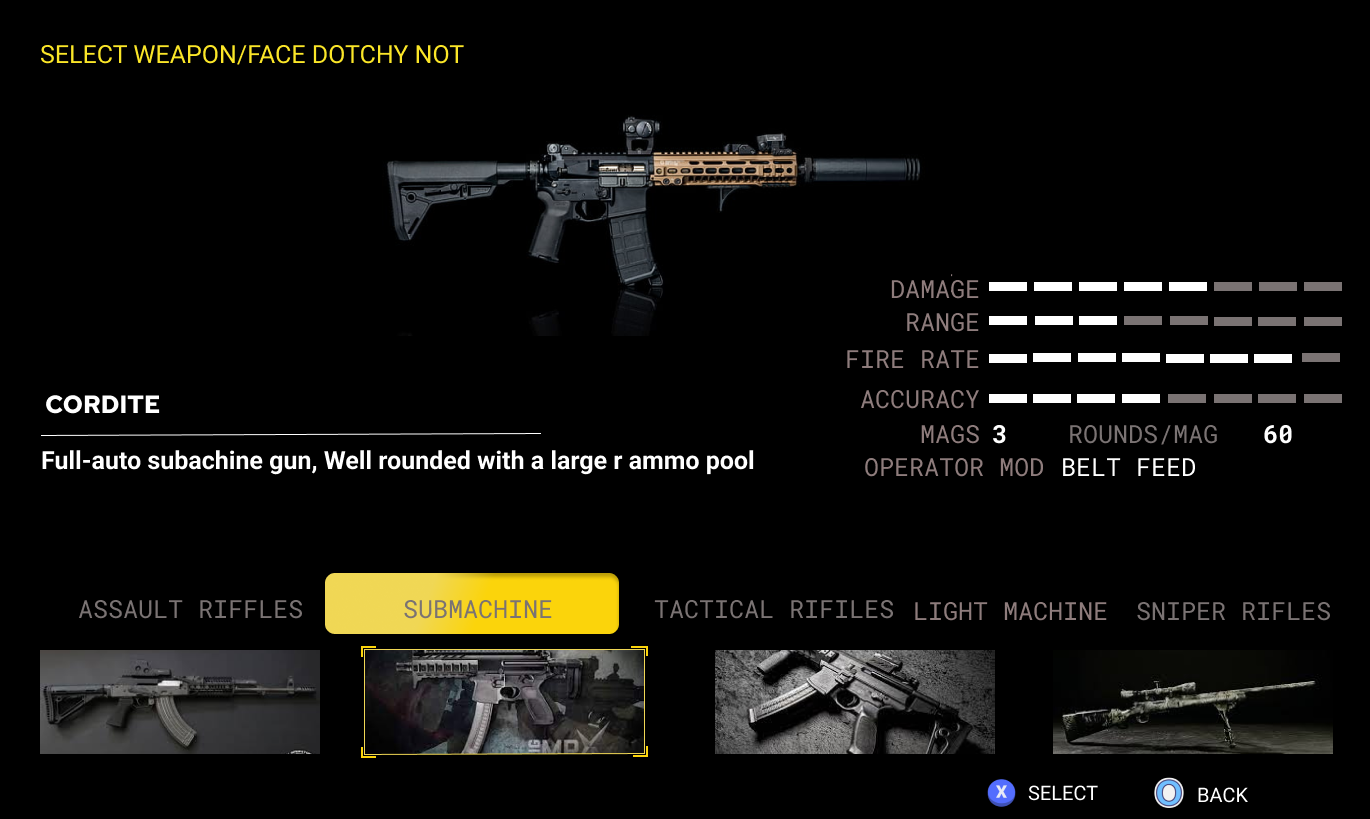 SELECT WEAPON/FACE DOTCHY NOT
DAMAGE
RANGE
FIRE RATE
ACCURACY
MAGS 3 ROUNDS/MAG 60
OPERATOR MOD BELT FEED
CORDITE
Full-auto subachine gun, Well rounded with a large r ammo pool
ASSAULT RIFFLES SUBMACHINE TACTICAL RIFILES LIGHT MACHINE SNIPER RIFLES
MPX
X SELECT O BACK